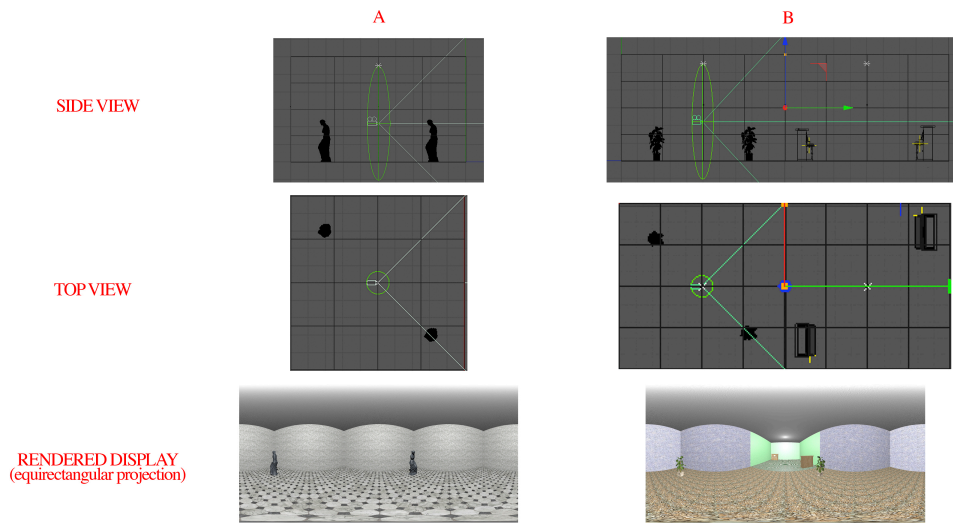 A
B
SIDE VIEW
TOP VIEW
RENDERED DISPLAY
(equirectangular projection)